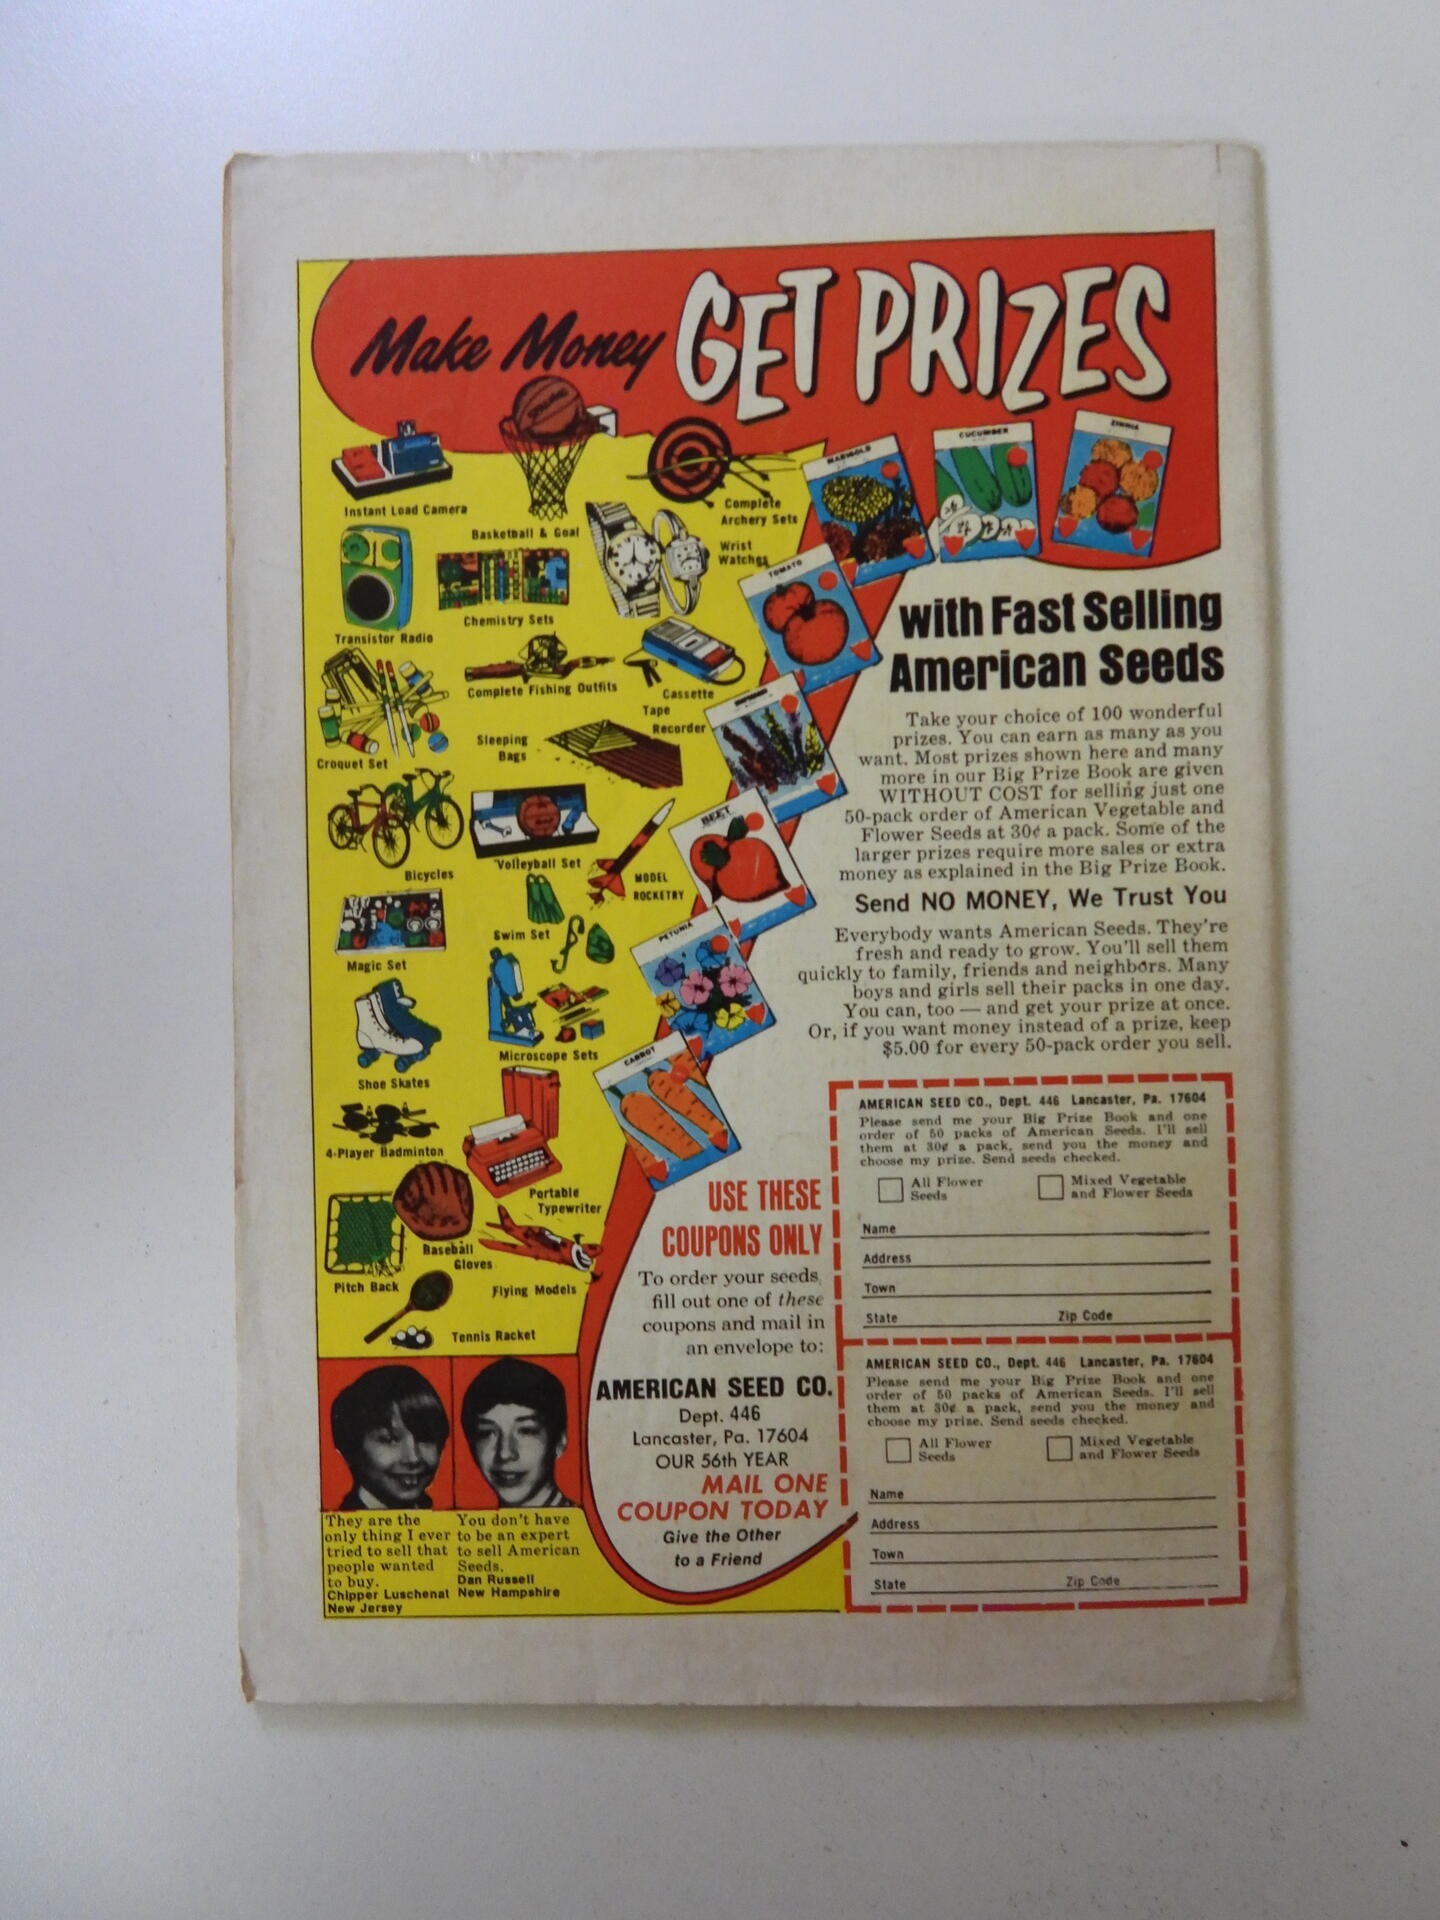 Make Money GET PRIZES
SPALDING
Instant Load Camera
Basketball & Goal
Complete
Archery Sets
Wrist
Watches
Transistor Radio
Chemistry Sets
Complete Fishing Outfits
Cassette
Tape
Recorder
Croquet Set
Sleeping
Bags
Bicycles
Volleyball Set
MODEL
ROCKETRY
Swim Set
Magic Set
Microscope Sets
Shoe Skates
4-Player Badminton
Portable
Typewriter
Baseball
Gloves
Pitch Back
Flying Models
Tennis Racket
MARIGOLD
CUCUMBER
ZINNIA
TOMATO
BEET
PETUNIA
CARROT
with Fast Selling
American Seeds
Take your choice of 100 wonderful
prizes. You can earn as many as you
want. Most prizes shown here and many
more in our Big Prize Book are given
WITHOUT COST for selling just one
50-pack order of American Vegetable and
Flower Seeds at 30¢ a pack. Some of the
larger prizes require more sales or extra
money as explained in the Big Prize Book.
Send NO MONEY, We Trust You
Everybody wants American Seeds. They're
fresh and ready to grow. You'll sell them
quickly to family, friends and neighbors. Many
boys and girls sell their packs in one day.
You can, too — and get your prize at once.
Or, if you want money instead of a prize, keep
$5.00 for every 50-pack order you sell.
USE THESE
COUPONS ONLY
To order your seeds,
fill out one of these
coupons and mail in
an envelope to:
AMERICAN SEED CO.
Dept. 446
Lancaster, Pa. 17604
OUR 56th YEAR
MAIL ONE
COUPON TODAY
Give the Other
to a Friend
AMERICAN SEED CO., Dept. 446 Lancaster, Pa. 17604
Please send me your Big Prize Book and one
order of 50 packs of American Seeds. I'll sell
them at 30¢ a pack, send you the money and
choose my prize. Send seeds checked.
All Flower
Seeds
Mixed Vegetable
and Flower Seeds
Name
Address
Town
State Zip Code
AMERICAN SEED CO., Dept. 446 Lancaster, Pa. 17604
Please send me your Big Prize Book and one
order of 50 packs of American Seeds. I'll sell
them at 30¢ a pack, send you the money and
choose my prize. Send seeds checked.
All Flower
Seeds
Mixed Vegetable
and Flower Seeds
Name
Address
Town
State Zip Code
They are the
only thing I ever
tried to sell that
people wanted
to buy.
Chipper Luschenat
New Jersey
You don't have
to be an expert
to sell American
Seeds.
Dan Russell
New Hampshire